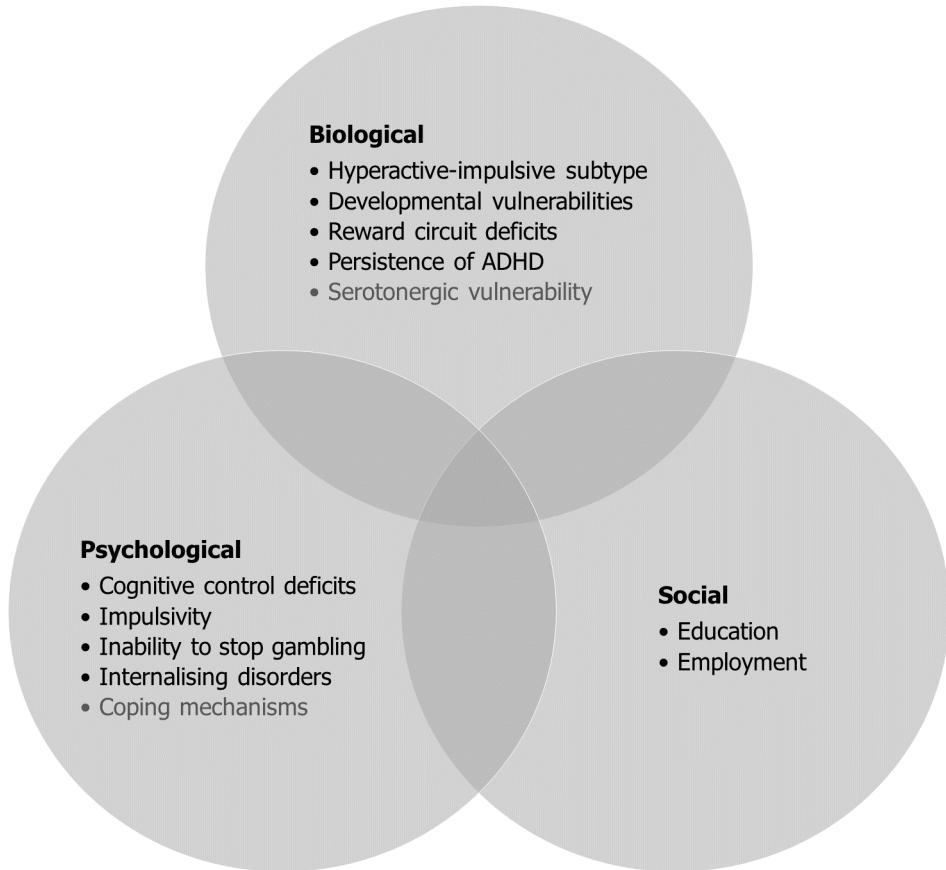 Biological
• Hyperactive-impulsive subtype
• Developmental vulnerabilities
• Reward circuit deficits
• Persistence of ADHD
• Serotonergic vulnerability
Psychological
• Cognitive control deficits
• Impulsivity
• Inability to stop gambling
• Internalising disorders
• Coping mechanisms
Social
• Education
• Employment